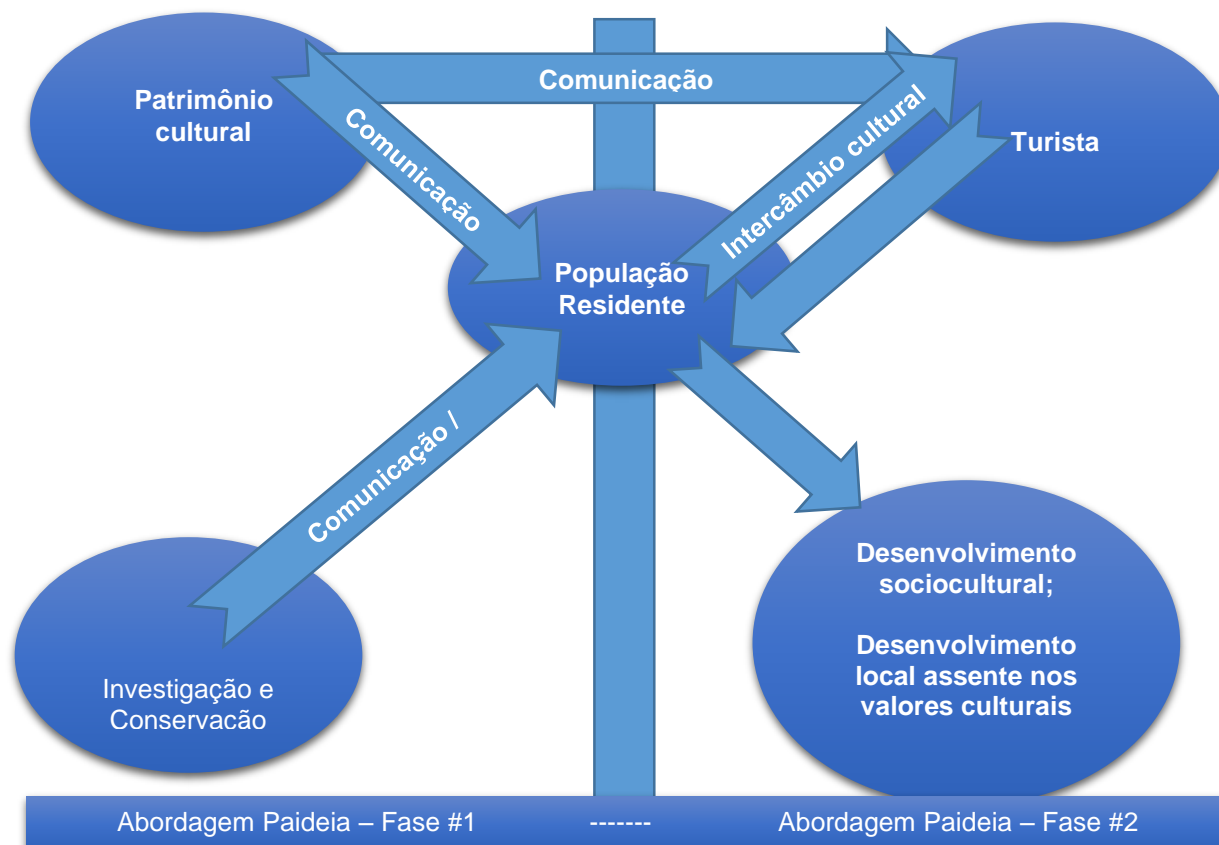 Comunicação
Patrimônio
cultural
Comunicação
Intercâmbio cultural
Turista
População
Residente
Comunicação /
Desenvolvimento
sociocultural;
Desenvolvimento
local assente nos
valores culturais
Investigação e
Conservação
Abordagem Paideia – Fase #1 ------- Abordagem Paideia – Fase #2